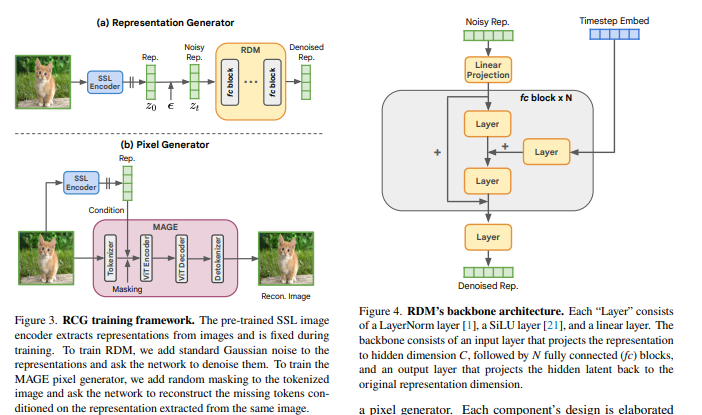 (a) Representation Generator
Rep.
Noisy
Rep.
RDM
Denoised
Rep.
SSL
Encoder
fc block
...
fc block
z0 ϵ zt
(b) Pixel Generator
Rep.
SSL
Encoder
Condition
MAGE
Tokenizer
ViT Encoder
ViT Decoder
Detokenizer
Masking
Recon. Image
Figure 3. RCG training framework. The pre-trained SSL image
encoder extracts representations from images and is fixed during
training. To train RDM, we add standard Gaussian noise to the
representations and ask the network to denoise them. To train the
MAGE pixel generator, we add random masking to the tokenized
image and ask the network to reconstruct the missing tokens con-
ditioned on the representation extracted from the same image.
Noisy Rep.
Timestep Embed
Linear
Projection
fc block x N
Layer
+
+
Layer
Layer
Layer
Denoised Rep.
Figure 4. RDM's backbone architecture. Each “Layer” consists
of a LayerNorm layer [1], a SiLU layer [21], and a linear layer. The
backbone consists of an input layer that projects the representation
to hidden dimension C, followed by N fully connected (fc) blocks,
and an output layer that projects the hidden latent back to the
original representation dimension.
a pixel generator. Each component's design is elaborated